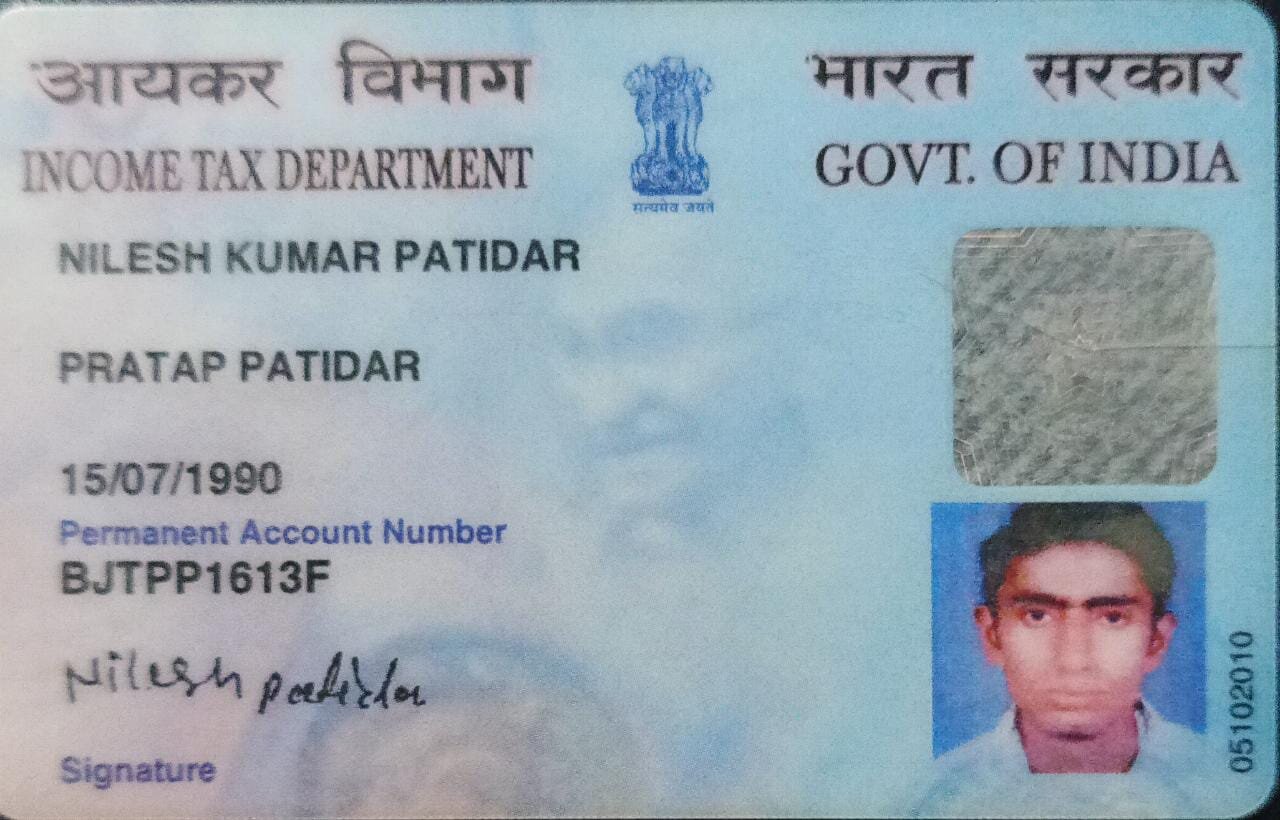 आयकर विभाग
भारत सरकार
INCOME TAX DEPARTMENT
GOVT. OF INDIA
सत्यमेव जयते
NILESH KUMAR PATIDAR
PRATAP PATIDAR
15/07/1990
Permanent Account Number
BJTPP1613F
Nilesh patidar
Signature
05102010